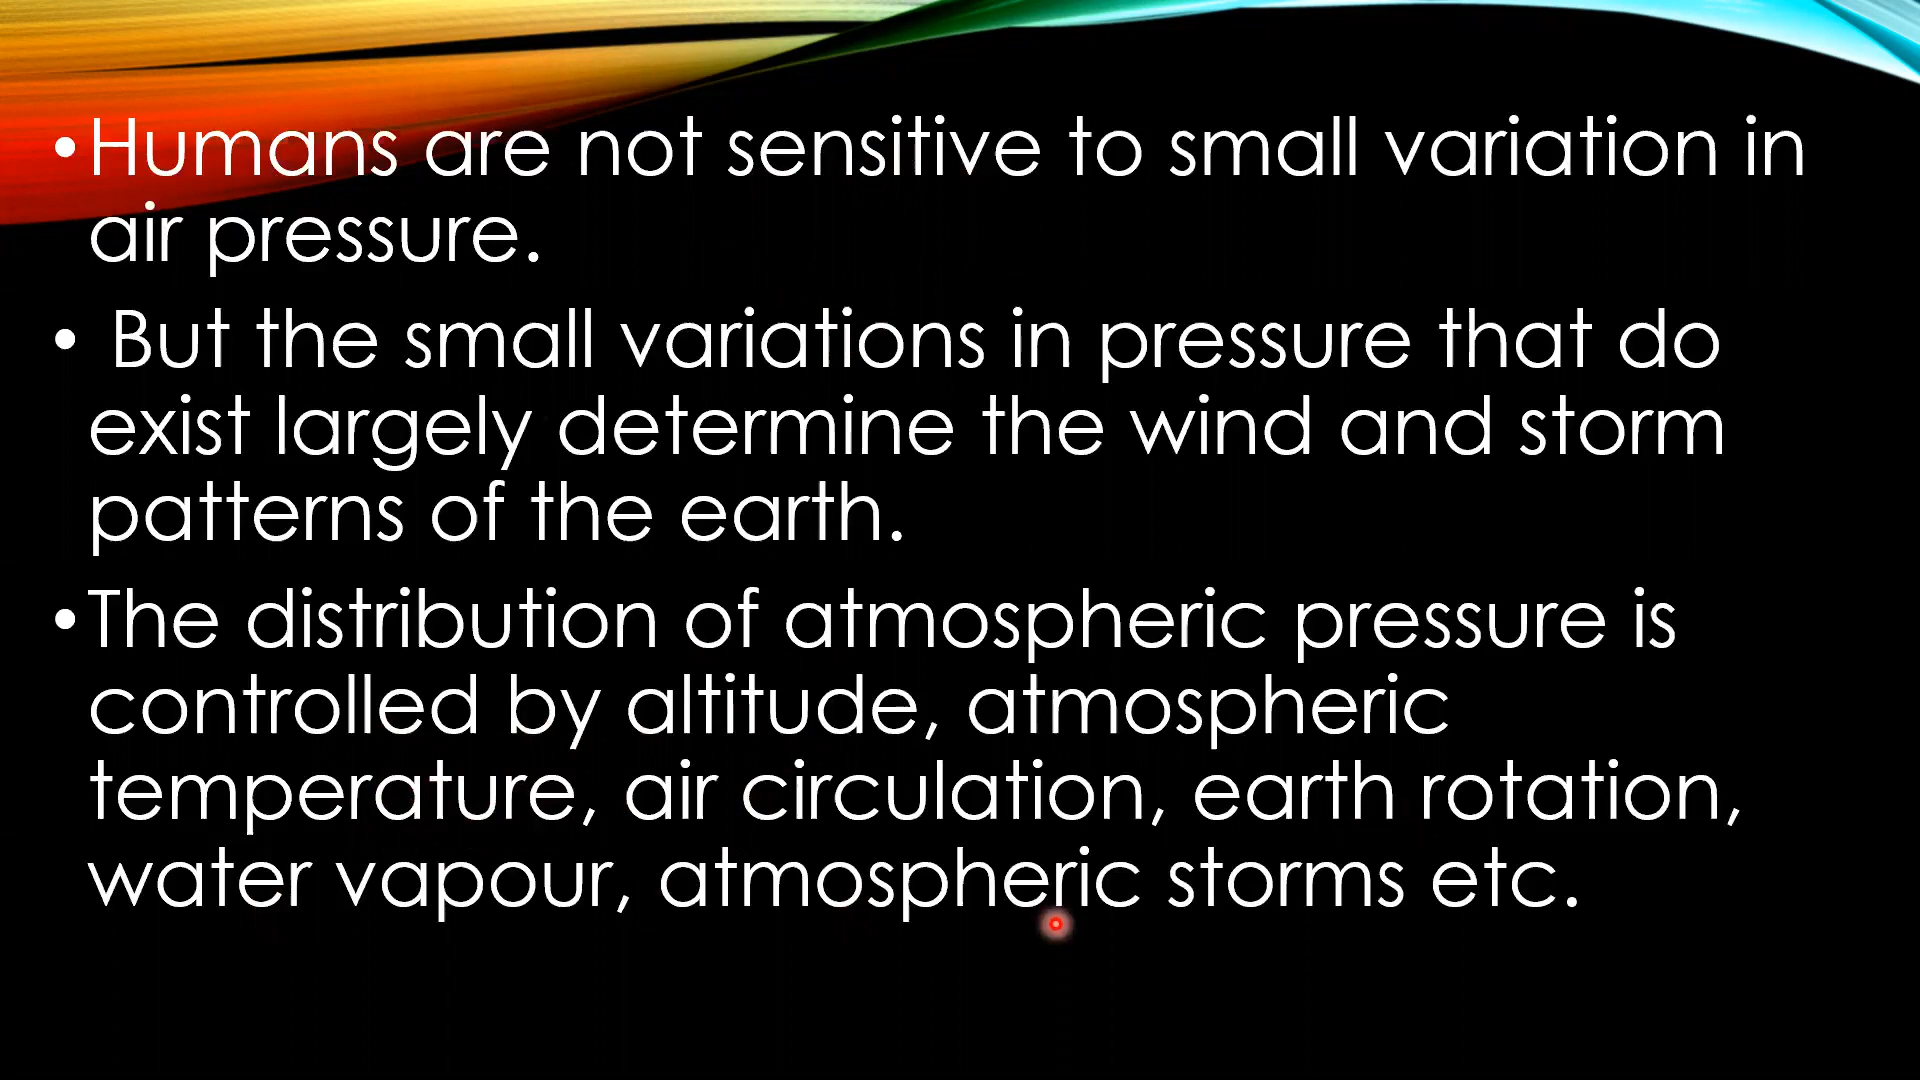 •Humans are not sensitive to small variation in
air pressure.
• But the small variations in pressure that do
exist largely determine the wind and storm
patterns of the earth.
•The distribution of atmospheric pressure is
controlled by altitude, atmospheric
temperature, air circulation, earth rotation,
water vapour, atmospheric storms etc.